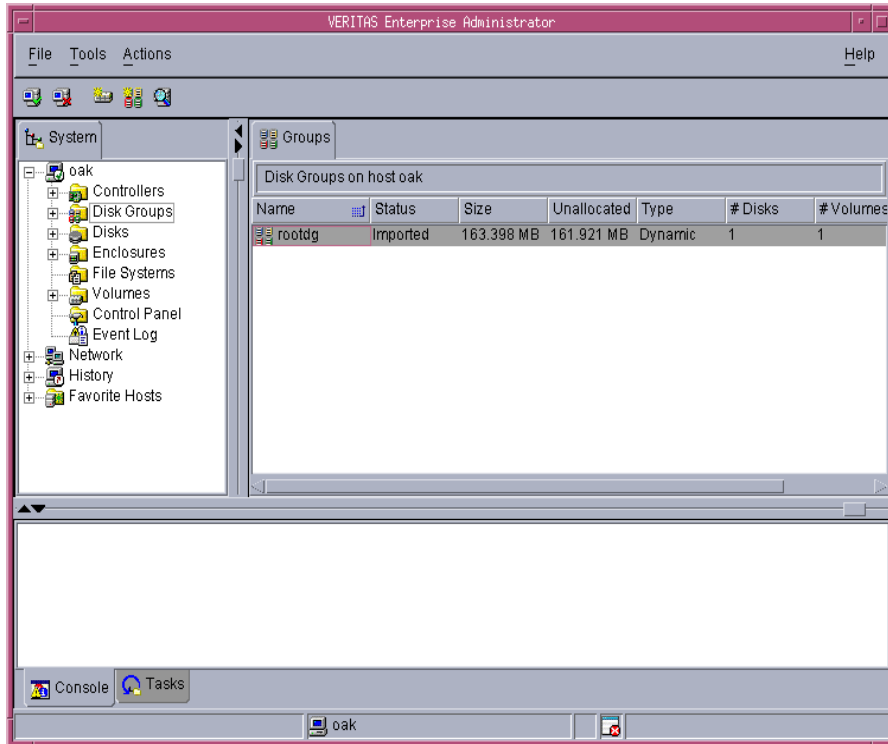 VERITAS Enterprise Administrator
File Tools Actions Help
System
oak
Controllers
Disk Groups
Disks
Enclosures
File Systems
Volumes
Control Panel
Event Log
Network
History
Favorite Hosts
Groups
Disk Groups on host oak
Name Status Size Unallocated Type # Disks # Volumes
rootdg Imported 163.398 MB 161.921 MB Dynamic 1 1
Console Tasks
oak